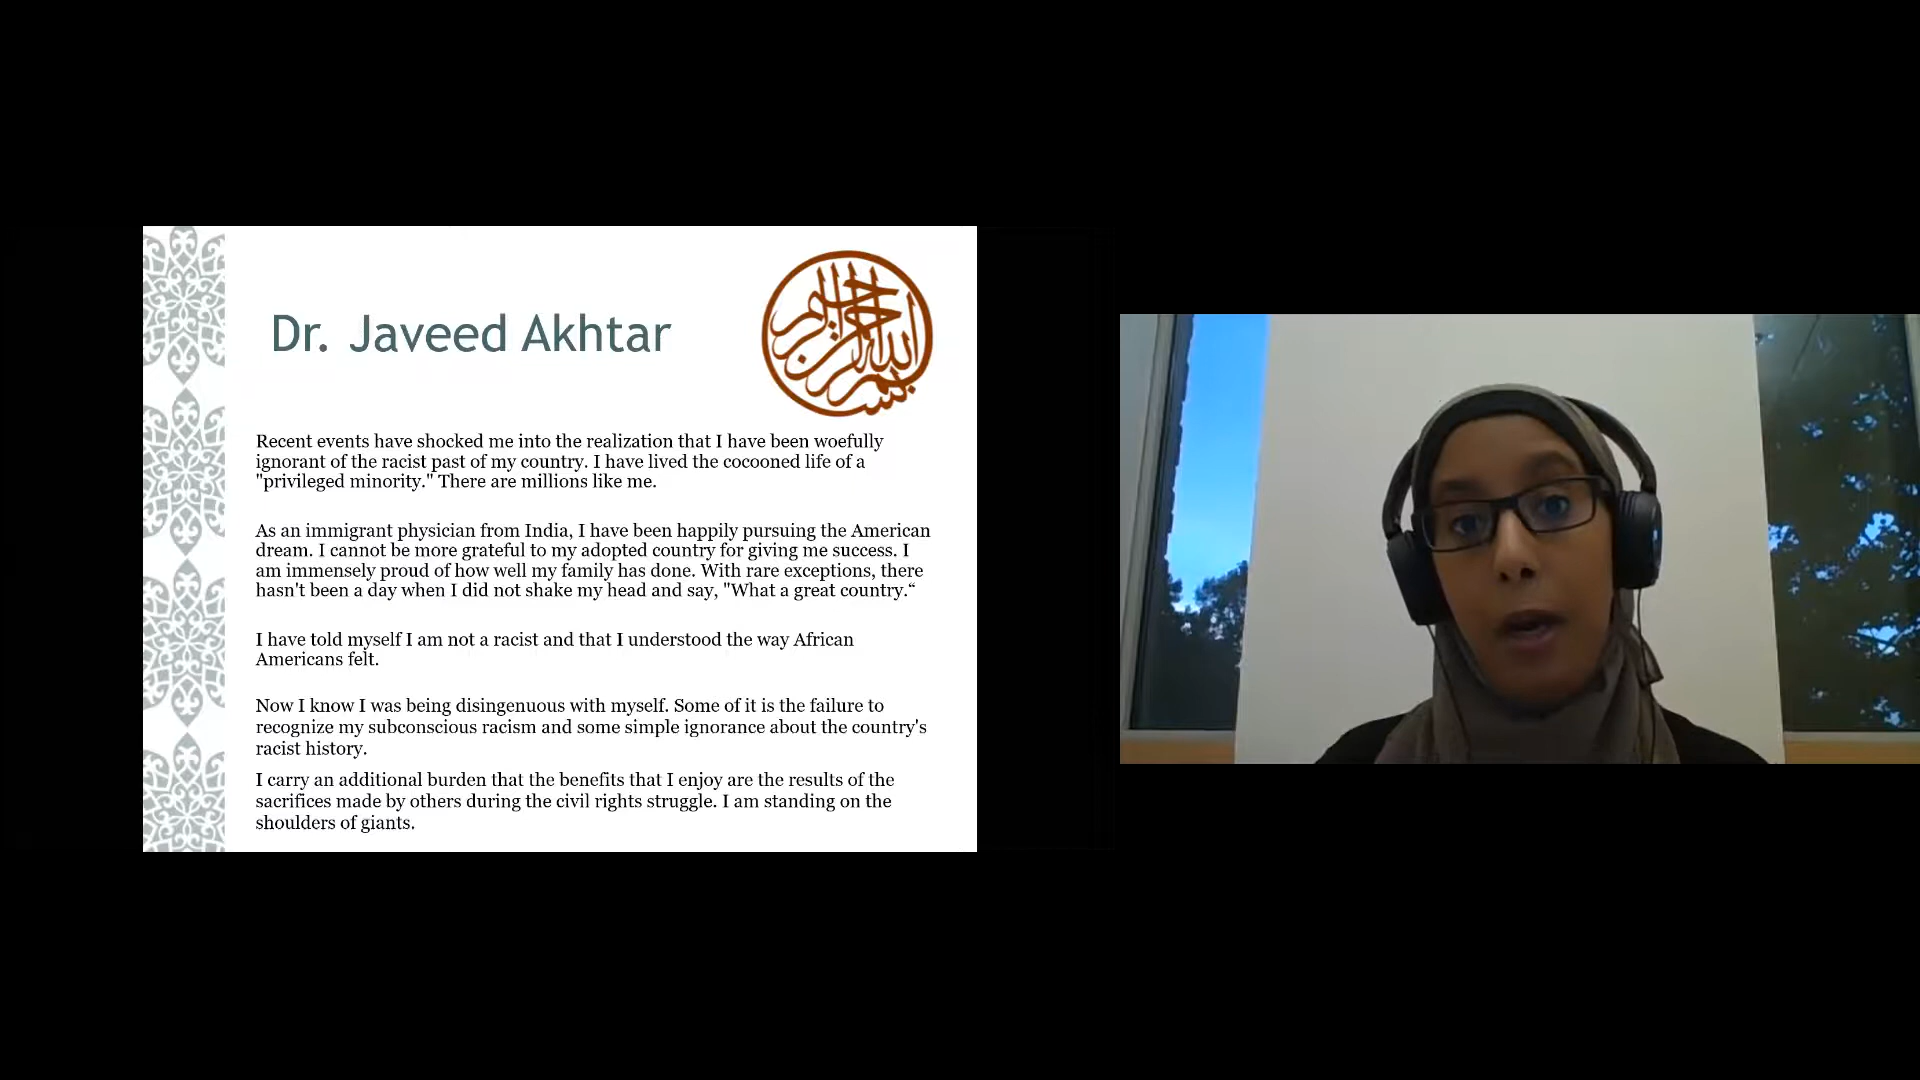 Dr. Javeed Akhtar
بسم الله الرحمن الرحيم
Recent events have shocked me into the realization that I have been woefully
ignorant of the racist past of my country. I have lived the cocooned life of a
"privileged minority." There are millions like me.
As an immigrant physician from India, I have been happily pursuing the American
dream. I cannot be more grateful to my adopted country for giving me success. I
am immensely proud of how well my family has done. With rare exceptions, there
hasn't been a day when I did not shake my head and say, "What a great country.“
I have told myself I am not a racist and that I understood the way African
Americans felt.
Now I know I was being disingenuous with myself. Some of it is the failure to
recognize my subconscious racism and some simple ignorance about the country's
racist history.
I carry an additional burden that the benefits that I enjoy are the results of the
sacrifices made by others during the civil rights struggle. I am standing on the
shoulders of giants.